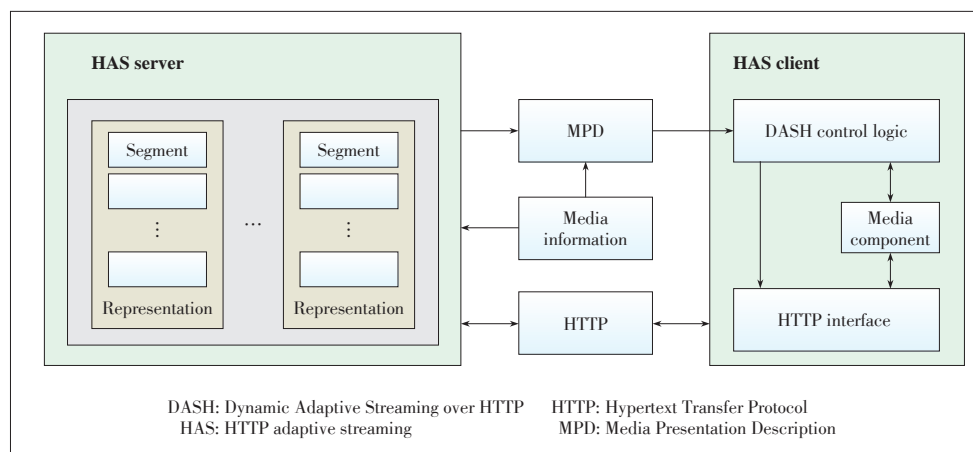 HAS server
Segment
⋮
Representation
...
Segment
⋮
Representation
MPD
Media
information
HTTP
HAS client
DASH control logic
Media
component
HTTP interface
DASH: Dynamic Adaptive Streaming over HTTP HTTP: Hypertext Transfer Protocol
HAS: HTTP adaptive streaming MPD: Media Presentation Description